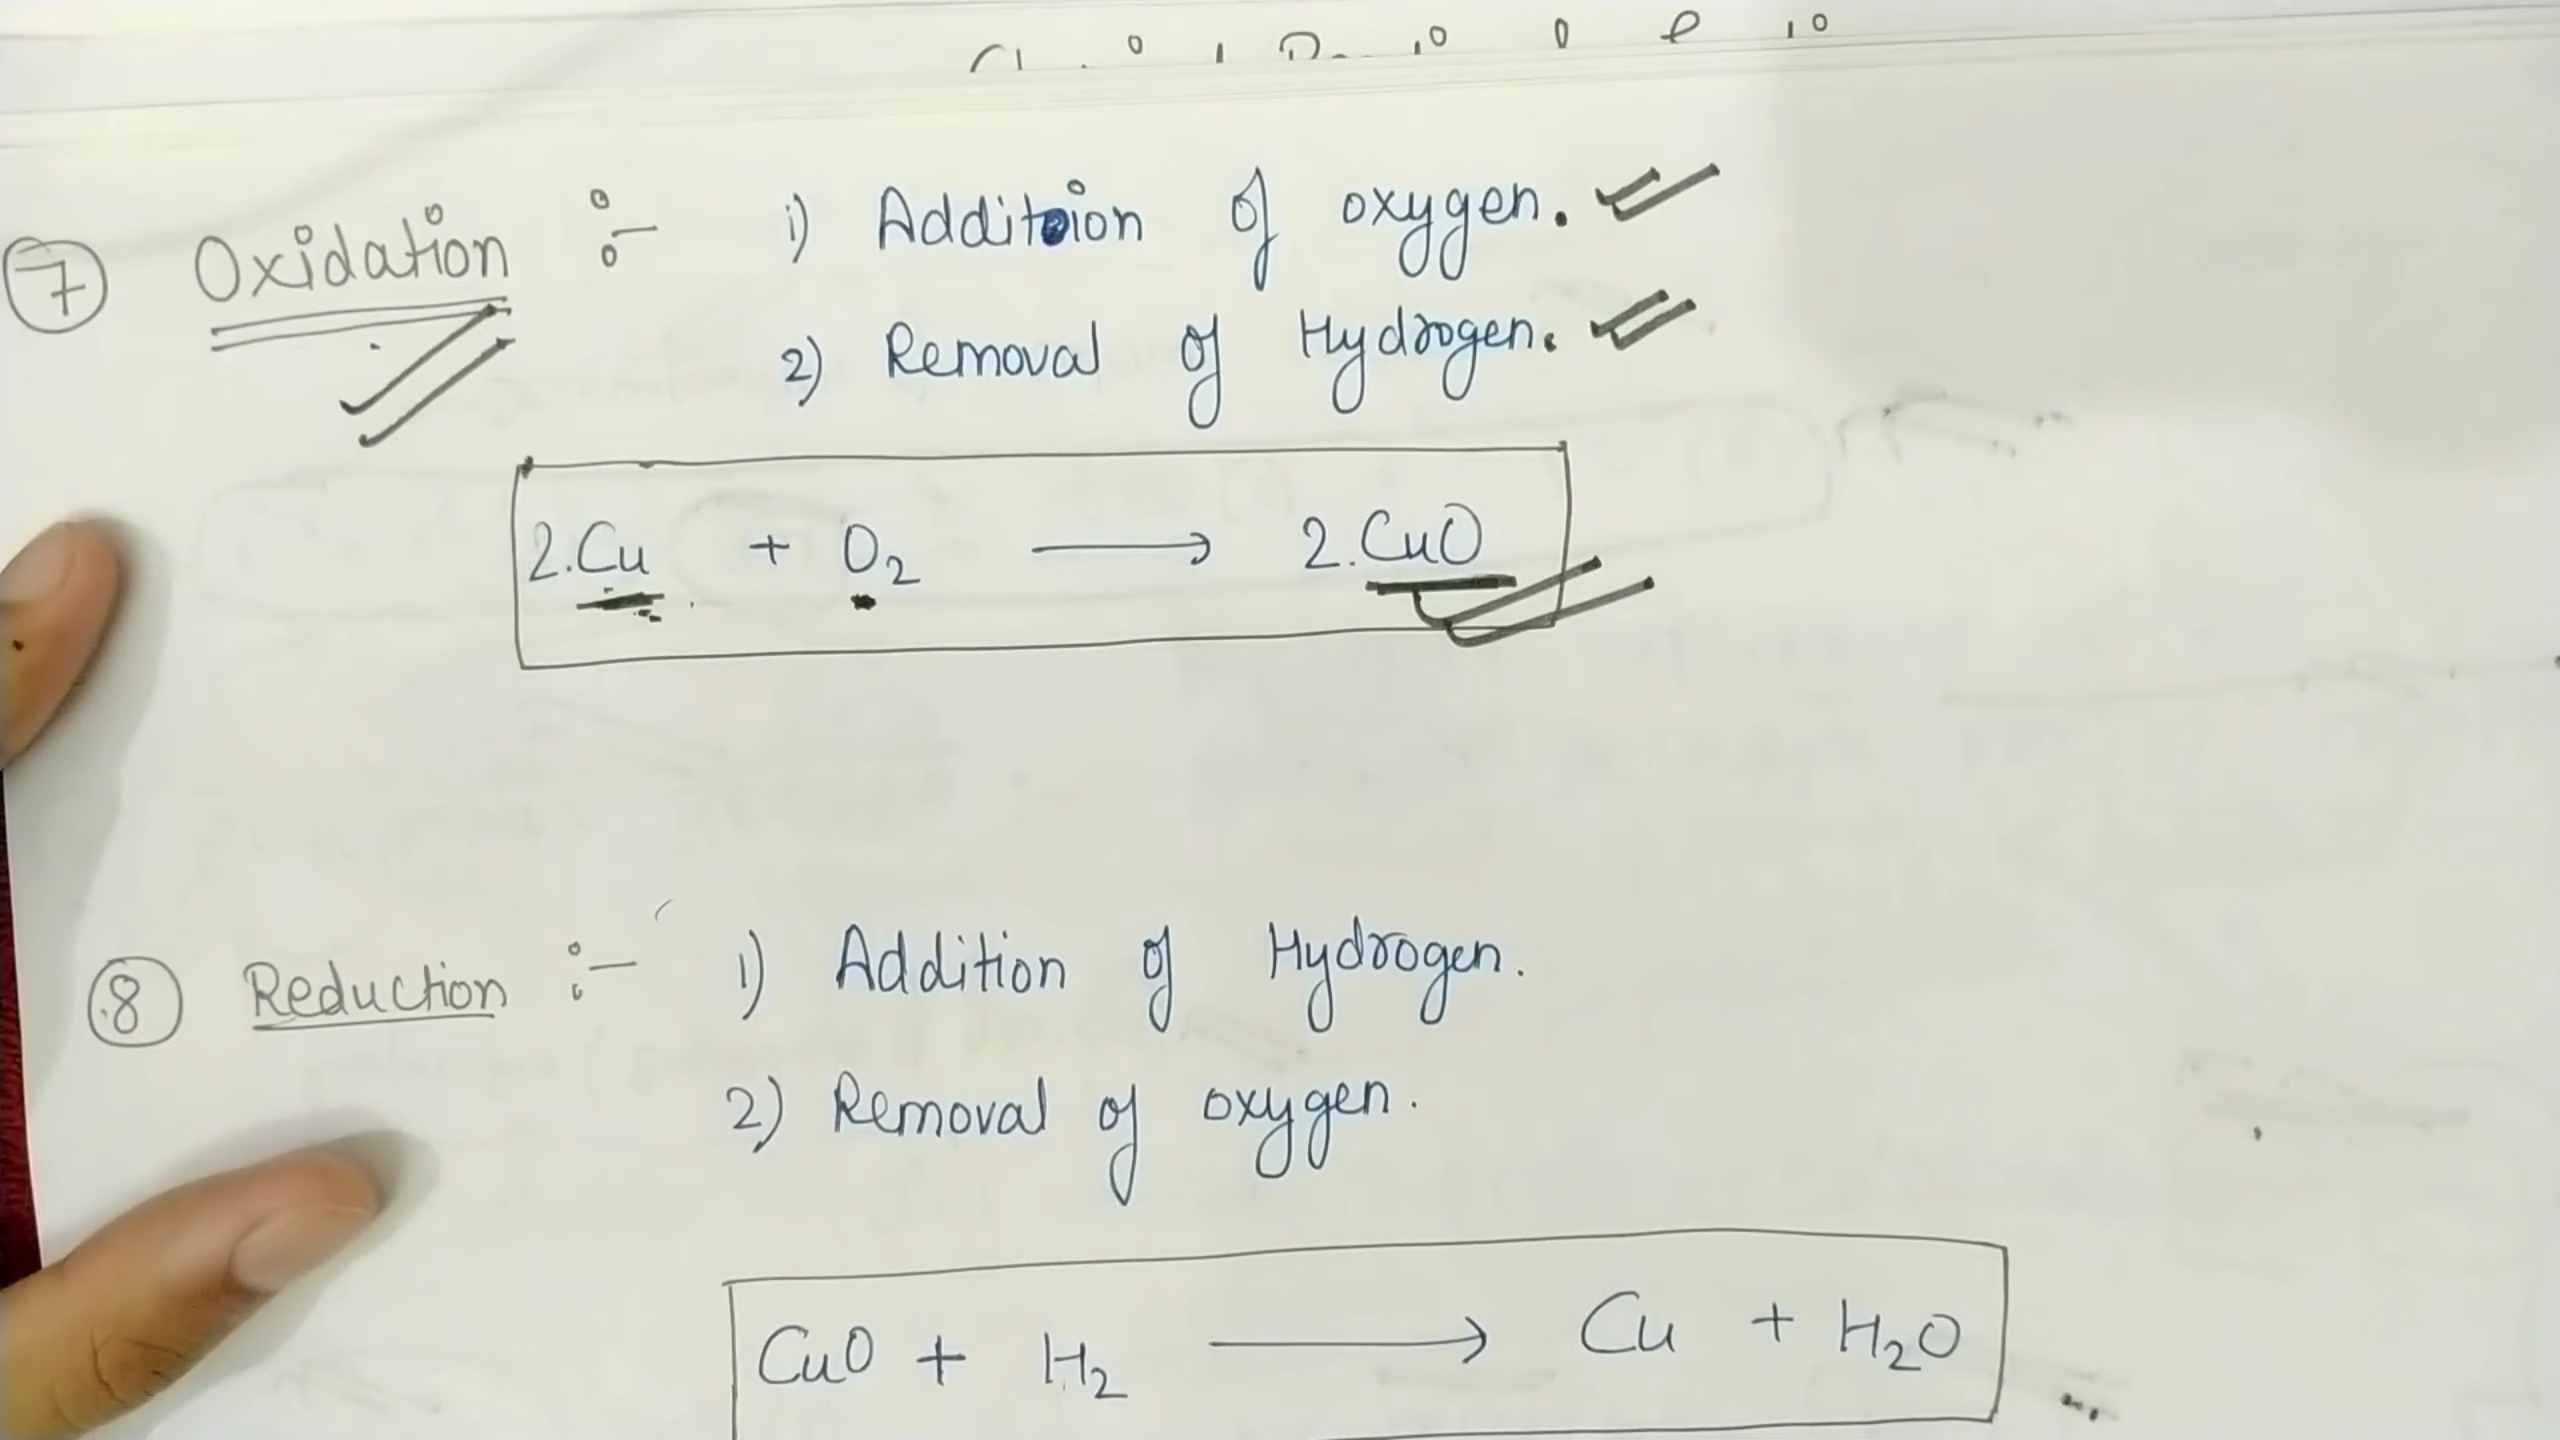 7 Oxidation :- 1) Addition of oxygen.
2) Removal of Hydrogen.
2.Cu + O₂ ⟶ 2.CuO
8 Reduction :- 1) Addition of Hydrogen.
2) Removal of oxygen.
CuO + H₂ ⟶ Cu + H₂O